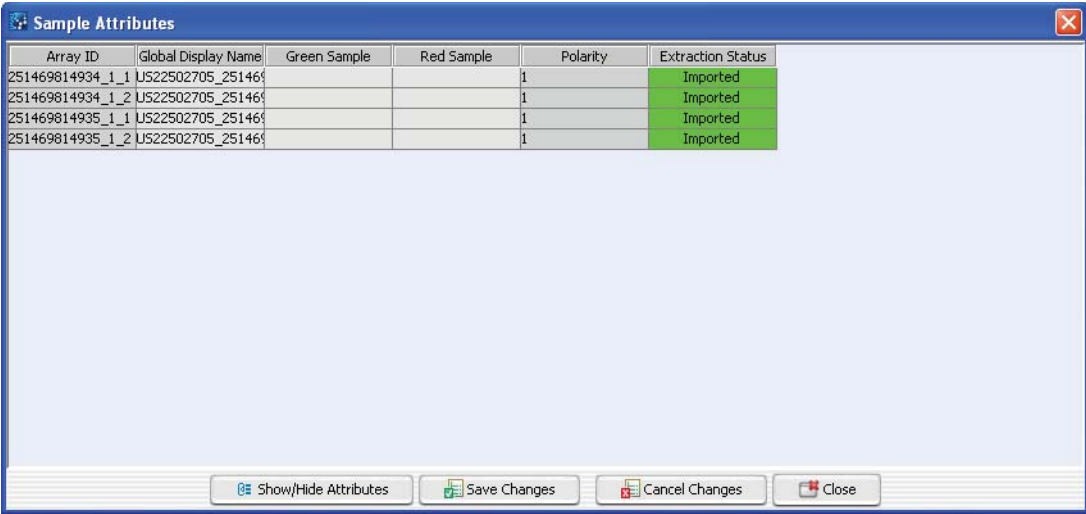 Sample Attributes
Array ID Global Display Name Green Sample Red Sample Polarity Extraction Status
251469814934_1_1 US22502705_25146 1 Imported
251469814934_1_2 US22502705_25146 1 Imported
251469814935_1_1 US22502705_25146 1 Imported
251469814935_1_2 US22502705_25146 1 Imported
Show/Hide Attributes Save Changes Cancel Changes Close